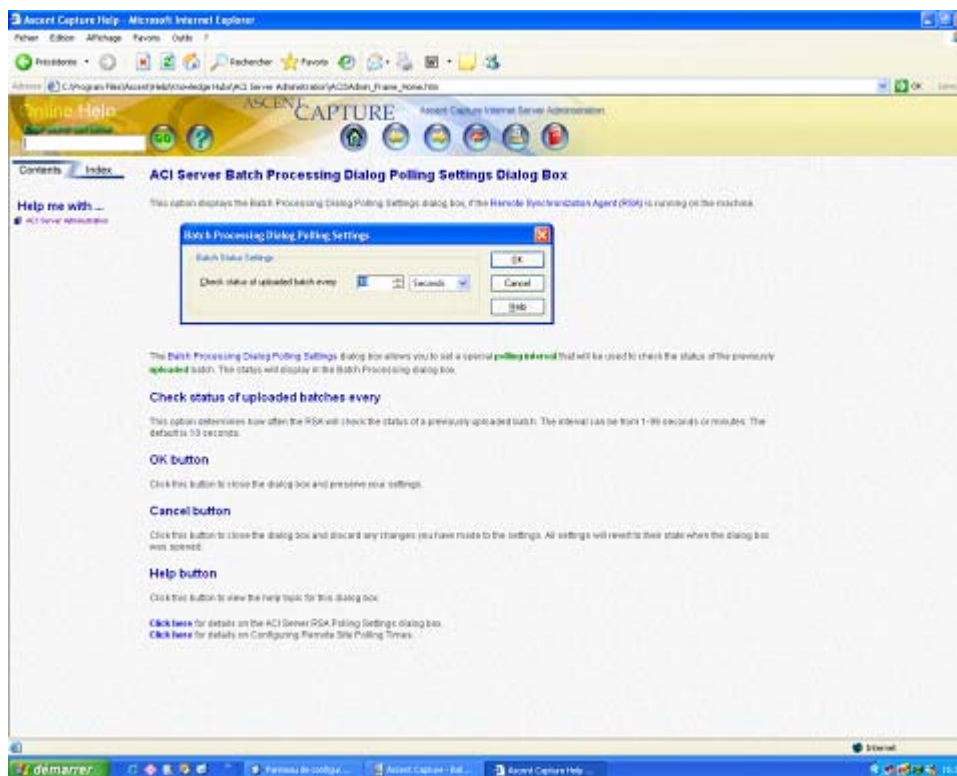 Ascent Capture Help - Microsoft Internet Explorer
Fichier Edition Affichage Favoris Outils ?
Précédente Rechercher Favoris
Adresse OK
Online Help
ASCENT CAPTURE
Ascent Capture Internet Server Administration
GO
Contents Index
Help me with ...
ACI Server Administration
ACI Server Batch Processing Dialog Polling Settings Dialog Box
This option displays the Batch Processing Dialog Polling Settings dialog box, if the Remote Synchronization Agent (RSA) is running on the machine.
Batch Processing Dialog Polling Settings
Batch Status Settings
Check status of uploaded batch every Seconds
OK
Cancel
Help
The Batch Processing Dialog Polling Settings dialog box allows you to set a special polling interval that will be used to check the status of the previously
uploaded batch. The status will display in the Batch Processing dialog box.
Check status of uploaded batches every
This option determines how often the RSA will check the status of a previously uploaded batch. The interval can be from 1-99 seconds or minutes. The
default is 10 seconds.
OK button
Click this button to close the dialog box and preserve your settings.
Cancel button
Click this button to close the dialog box and discard any changes you have made to the settings. All settings will revert to their state when the dialog box
was opened.
Help button
Click this button to view the help topic for this dialog box.
Click here for details on the ACI Server RSA Polling Settings dialog box.
Click here for details on Configuring Remote Site Polling Times.
Internet
démarrer
Panneau de configur...
Ascent Capture - Bat...
Ascent Capture Help ...